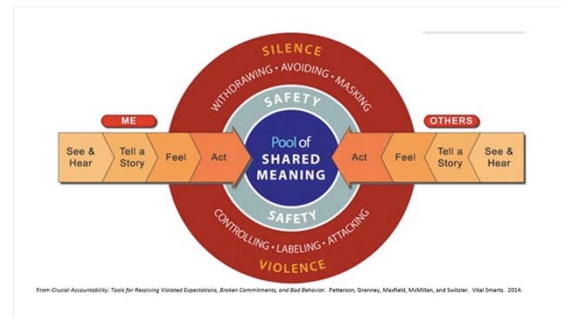 SILENCE
WITHDRAWING • AVOIDING • MASKING
SAFETY
ME
OTHERS
See & Hear
Tell a Story
Feel
Act
Pool of
SHARED
MEANING
Act
Feel
Tell a Story
See & Hear
SAFETY
CONTROLLING • LABELING • ATTACKING
VIOLENCE
From Crucial Accountability: Tools for Resolving Violated Expectations, Broken Commitments, and Bad Behavior. Patterson, Grenney, Maxfield, McMillan, and Switzler. Vital Smarts. 2014.